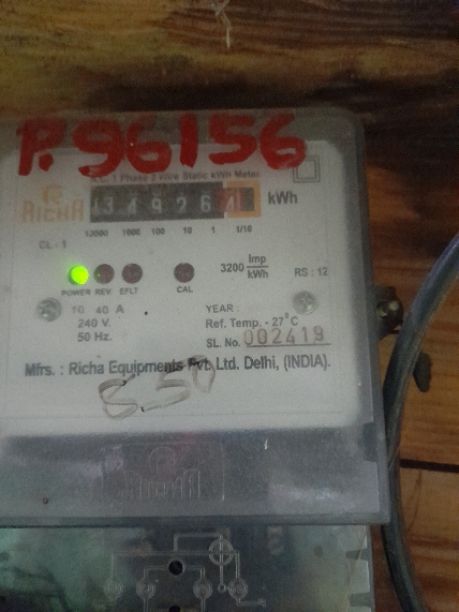 P.96156
A.C. 1 Phase 2 Wire Static kWh Meter
RICHA 34926 kWh
10000 1000 100 10 1 1/10
CL - 1
3200 Imp/kWh RS : 12
POWER REV. EFLT CAL
10 40 A
240 V.
50 Hz.
YEAR :
Ref. Temp. - 27°C
SL. No. 002419
Mfrs. : Richa Equipments Pvt. Ltd. Delhi, (INDIA).
RICHA